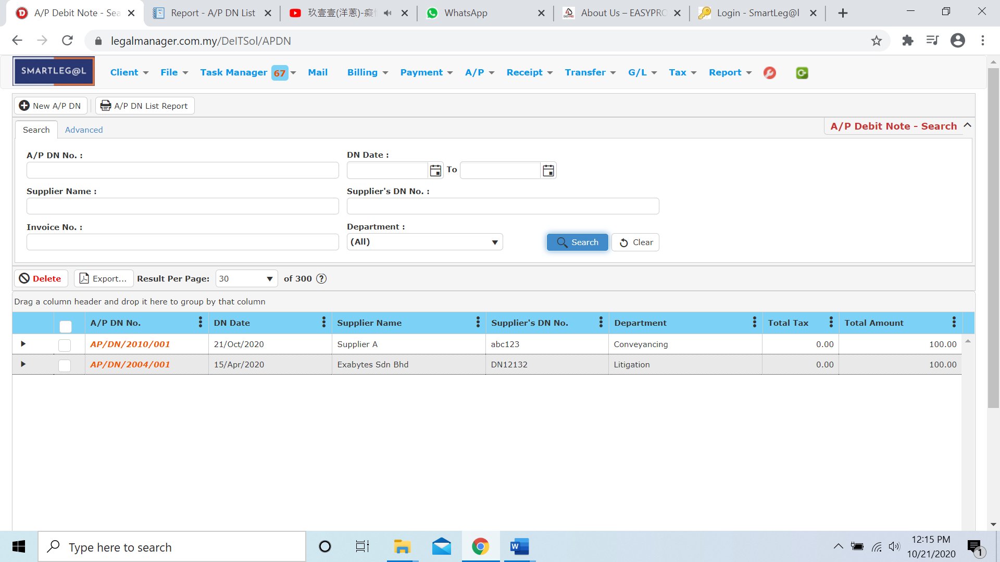 A/P Debit Note - Sea
Report - A/P DN List
玖壹壹(洋蔥)-癡情
WhatsApp
About Us – EASYPRO
Login - SmartLeg@l
legalmanager.com.my/DeITSol/APDN
SMARTLEG@L
Client File Task Manager 67 Mail Billing Payment A/P Receipt Transfer G/L Tax Report
New A/P DN A/P DN List Report
Search Advanced A/P Debit Note - Search
A/P DN No. : DN Date :
To
Supplier Name : Supplier's DN No. :
Invoice No. : Department :
(All) Search Clear
Delete Export... Result Per Page: 30 of 300 ?
Drag a column header and drop it here to group by that column
A/P DN No. DN Date Supplier Name Supplier's DN No. Department Total Tax Total Amount
AP/DN/2010/001 21/Oct/2020 Supplier A abc123 Conveyancing 0.00 100.00
AP/DN/2004/001 15/Apr/2020 Exabytes Sdn Bhd DN12132 Litigation 0.00 100.00
Type here to search
12:15 PM
10/21/2020
1